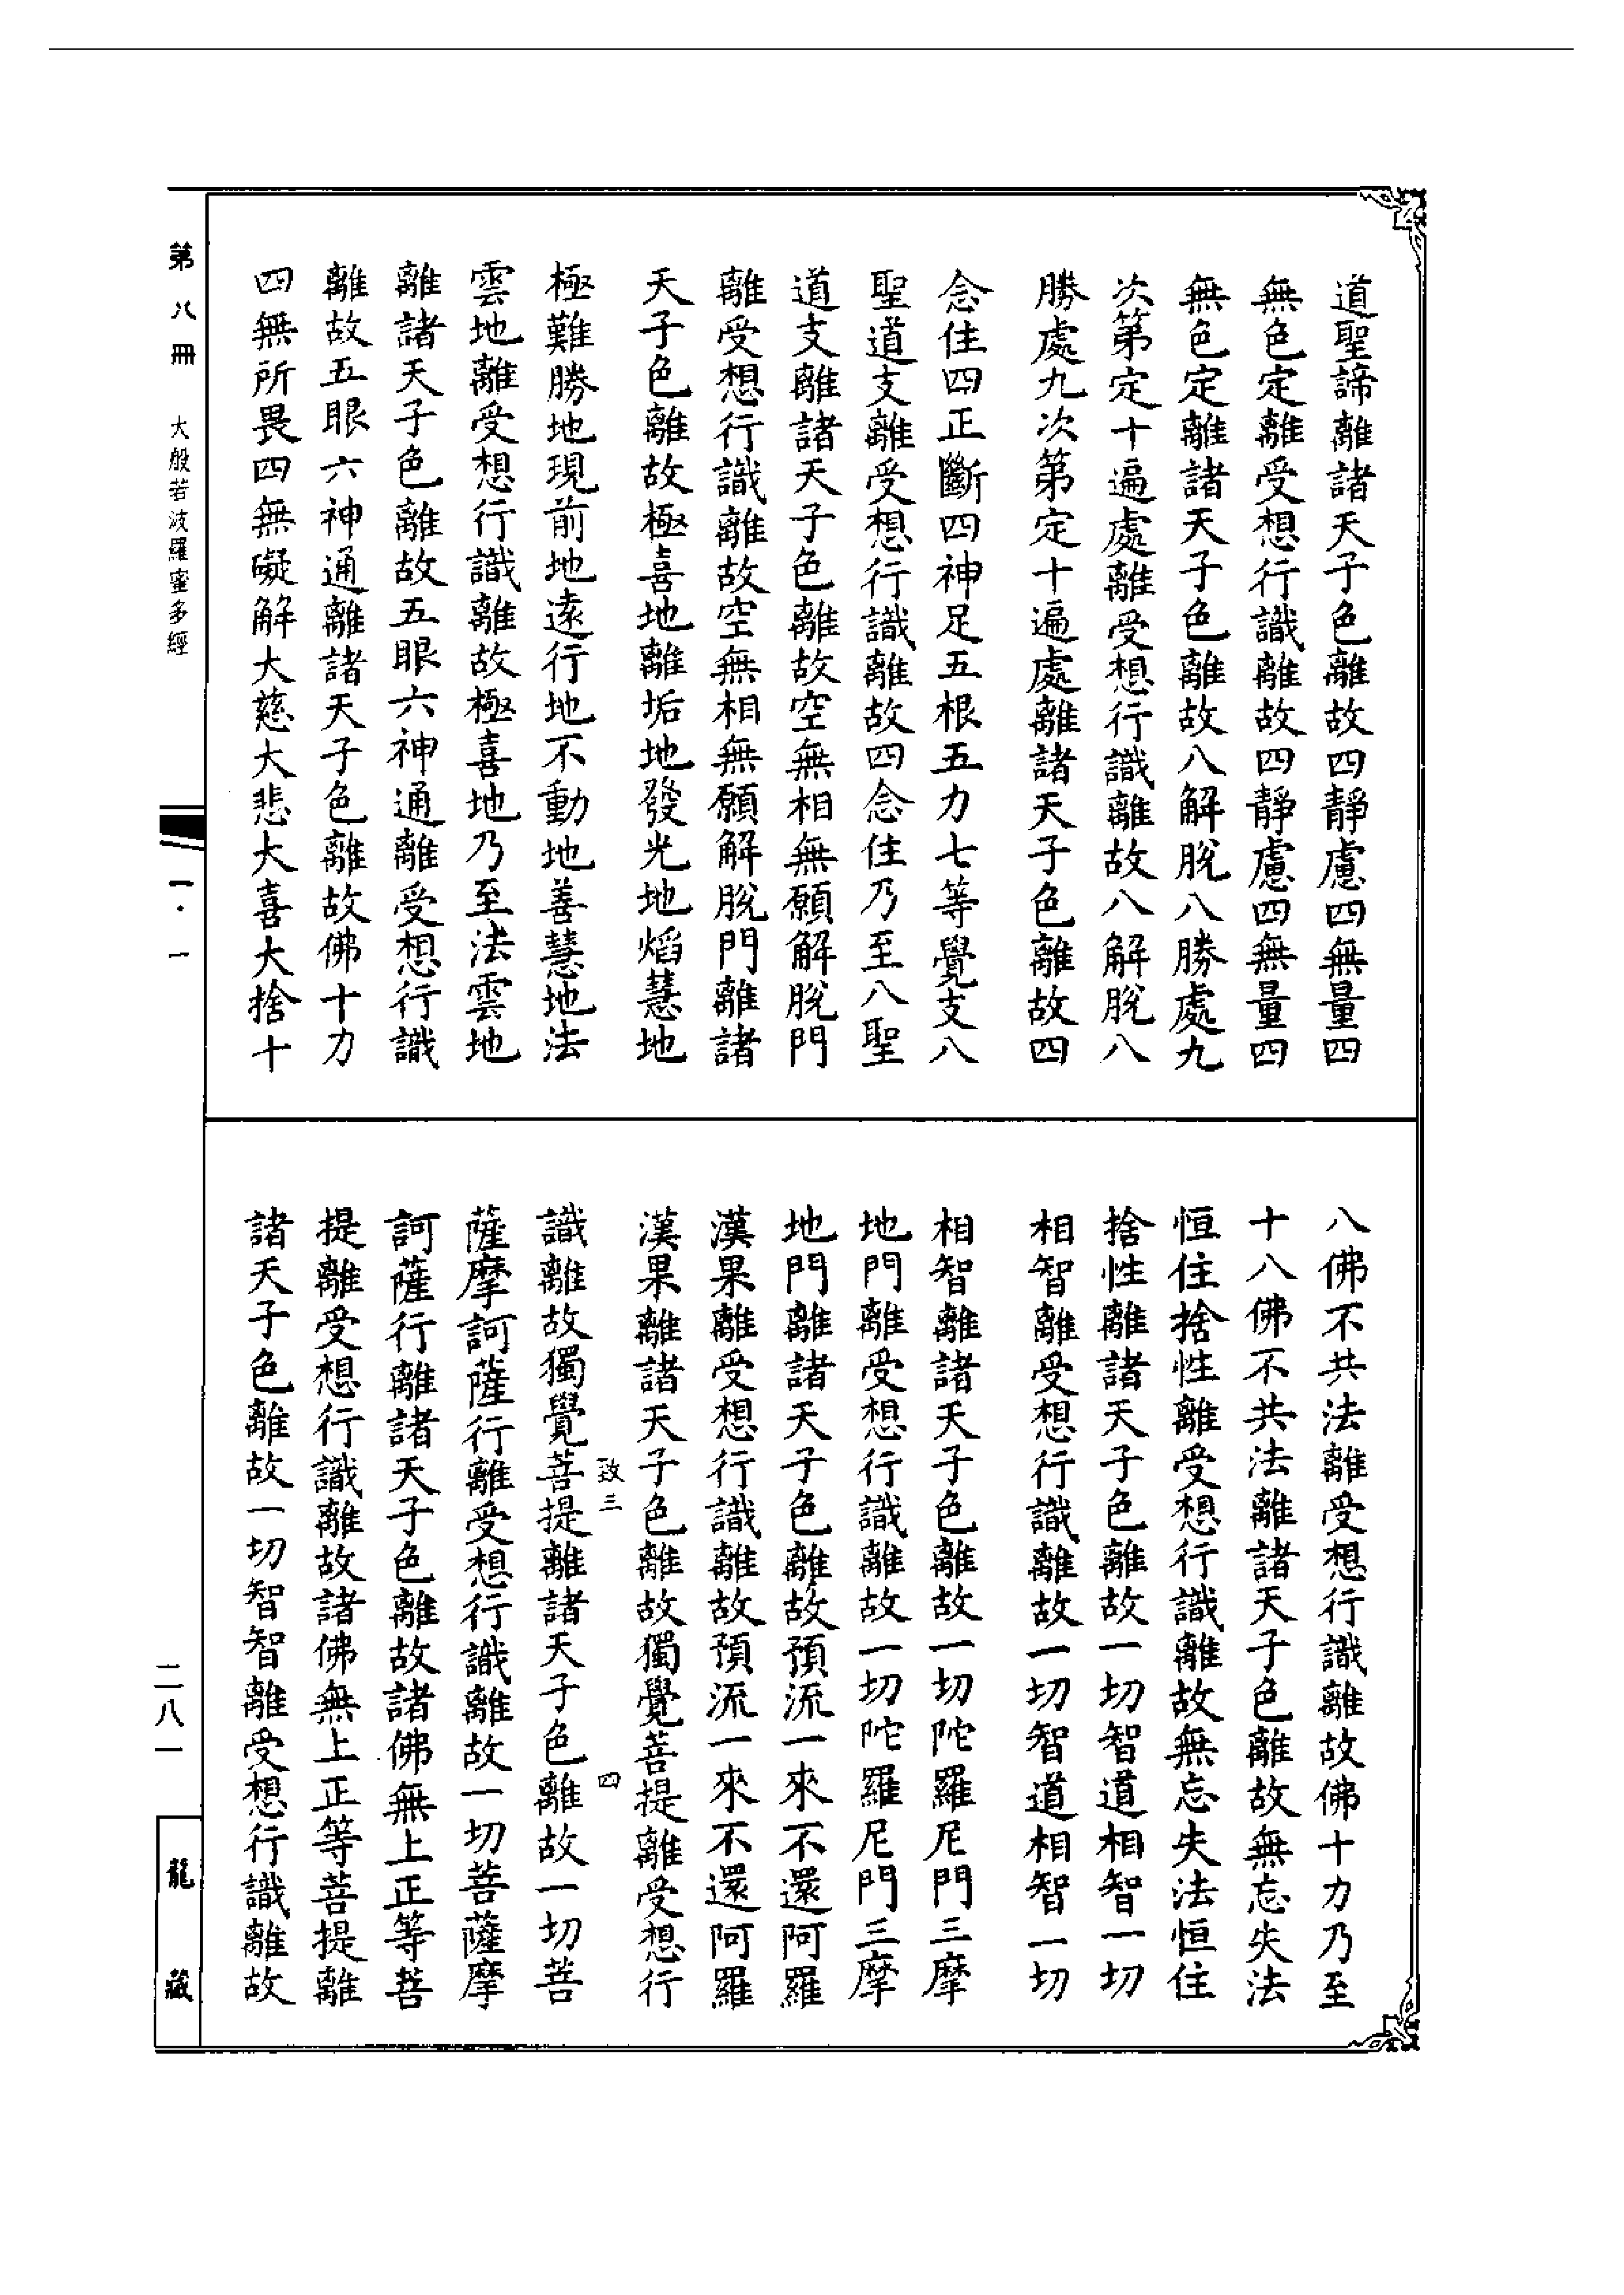 道聖諦離諸天子色離故四靜慮四無量四
無色定離受想行識離故四靜慮四無量四
無色定離諸天子色離故八解脫八勝處九
次第定十遍處離受想行識離故八解脫八
勝處九次第定十遍處離諸天子色離故四
念住四正斷四神足五根五力七等覺支八
聖道支離受想行識離故四念住乃至八聖
道支離諸天子色離故空無相無願解脫門
離受想行識離故空無相無願解脫門離諸
天子色離故極喜地離垢地發光地焰慧地
極難勝地現前地遠行地不動地善慧地法
雲地離受想行識離故極喜地乃至法雲地
離諸天子色離故五眼六神通離受想行識
離故五眼六神通離諸天子色離故佛十力
四無所畏四無礙解大慈大悲大喜大捨十
八佛不共法離受想行識離故佛十力乃至
十八佛不共法離諸天子色離故無忘失法
恒住捨性離受想行識離故無忘失法恒住
捨性離諸天子色離故一切智道相智一切
相智離受想行識離故一切智道相智一切
相智離諸天子色離故一切陀羅尼門三摩
地門離受想行識離故一切陀羅尼門三摩
地門離諸天子色離故預流一來不還阿羅
漢果離受想行識離故預流一來不還阿羅
漢果離諸天子色離故獨覺菩提離受想行
致三 四
識離故獨覺菩提離諸天子色離故一切菩
薩摩訶薩行離受想行識離故一切菩薩摩
訶薩行離諸天子色離故諸佛無上正等菩
提離受想行識離故諸佛無上正等菩提離
諸天子色離故一切智智離受想行識離故
第八冊 大般若波羅蜜多經
一·一
二八一
龍藏